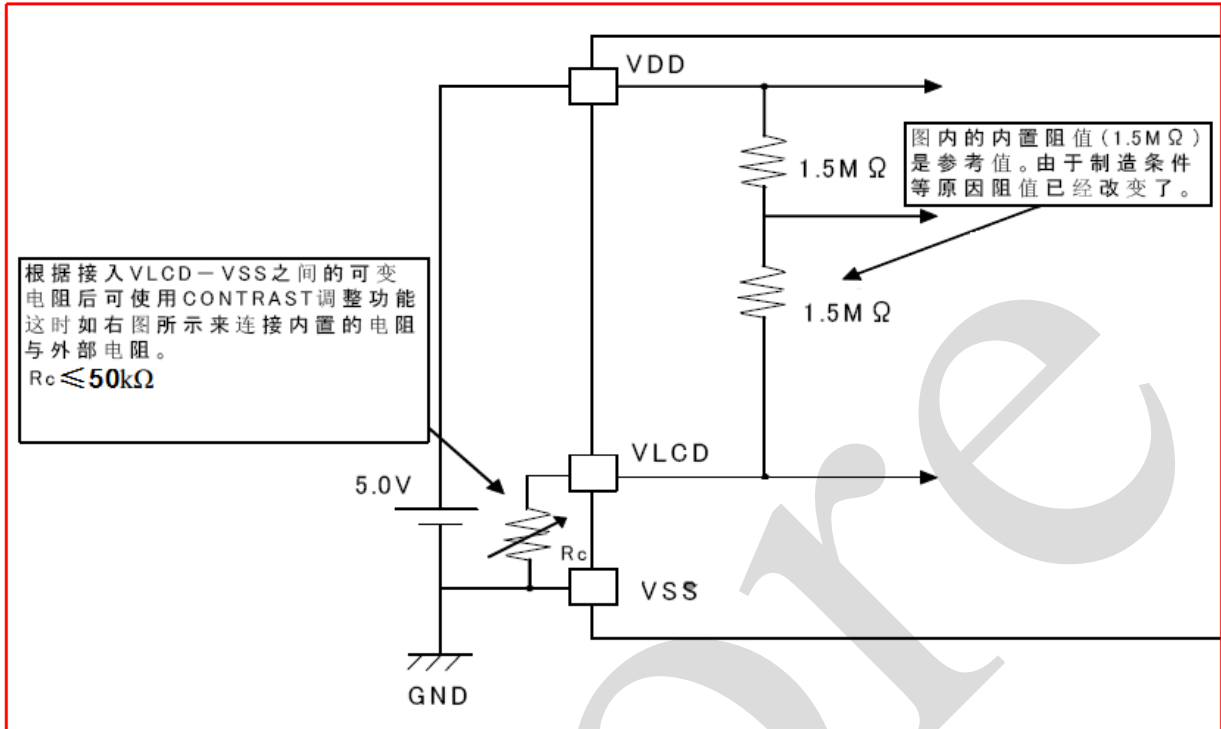 VDD
图内的内置阻值(1.5MΩ)
是参考值。由于制造条件
等原因阻值已经改变了。
1.5MΩ
1.5MΩ
根据接入VLCD－VSS之间的可变
电阻后可使用CONTRAST调整功能
这时如右图所示来连接内置的电阻
与外部电阻。
Rc≤50kΩ
VLCD
5.0V
Rc
VSS
GND
ore